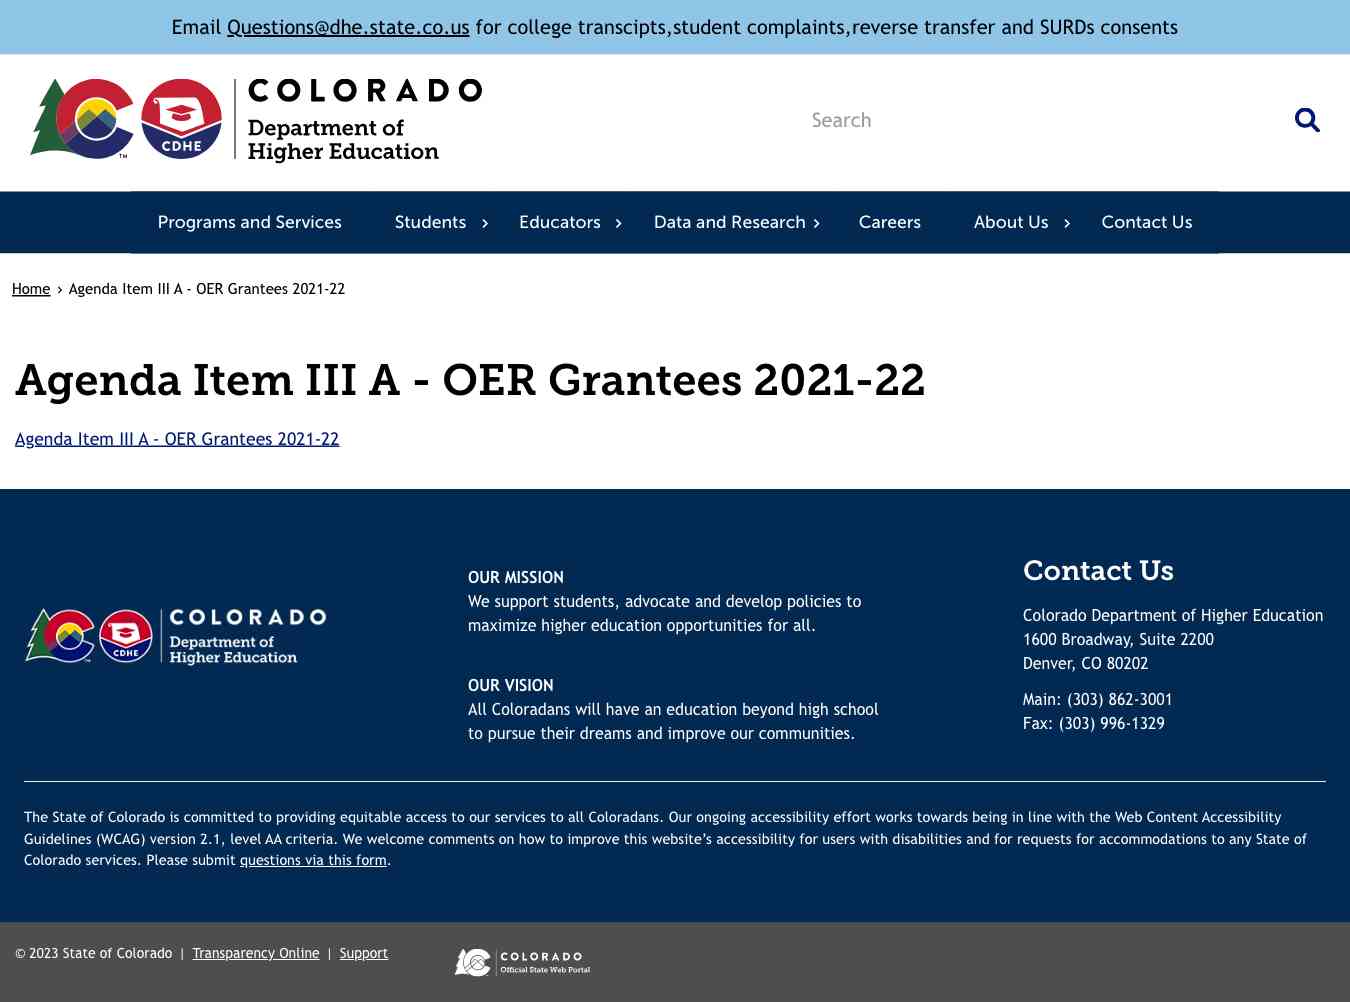 Email Questions@dhe.state.co.us for college transcipts,student complaints,reverse transfer and SURDs consents
CDHE
TM
COLORADO
Department of
Higher Education
Search
Programs and Services Students Educators Data and Research Careers About Us Contact Us
Home › Agenda Item III A - OER Grantees 2021-22
Agenda Item III A - OER Grantees 2021-22
Agenda Item III A - OER Grantees 2021-22
CDHE
TM
COLORADO
Department of
Higher Education
OUR MISSION
We support students, advocate and develop policies to
maximize higher education opportunities for all.
OUR VISION
All Coloradans will have an education beyond high school
to pursue their dreams and improve our communities.
Contact Us
Colorado Department of Higher Education
1600 Broadway, Suite 2200
Denver, CO 80202
Main: (303) 862-3001
Fax: (303) 996-1329
The State of Colorado is committed to providing equitable access to our services to all Coloradans. Our ongoing accessibility effort works towards being in line with the Web Content Accessibility
Guidelines (WCAG) version 2.1, level AA criteria. We welcome comments on how to improve this website’s accessibility for users with disabilities and for requests for accommodations to any State of
Colorado services. Please submit questions via this form.
© 2023 State of Colorado | Transparency Online | Support
COLORADO
Official State Web Portal